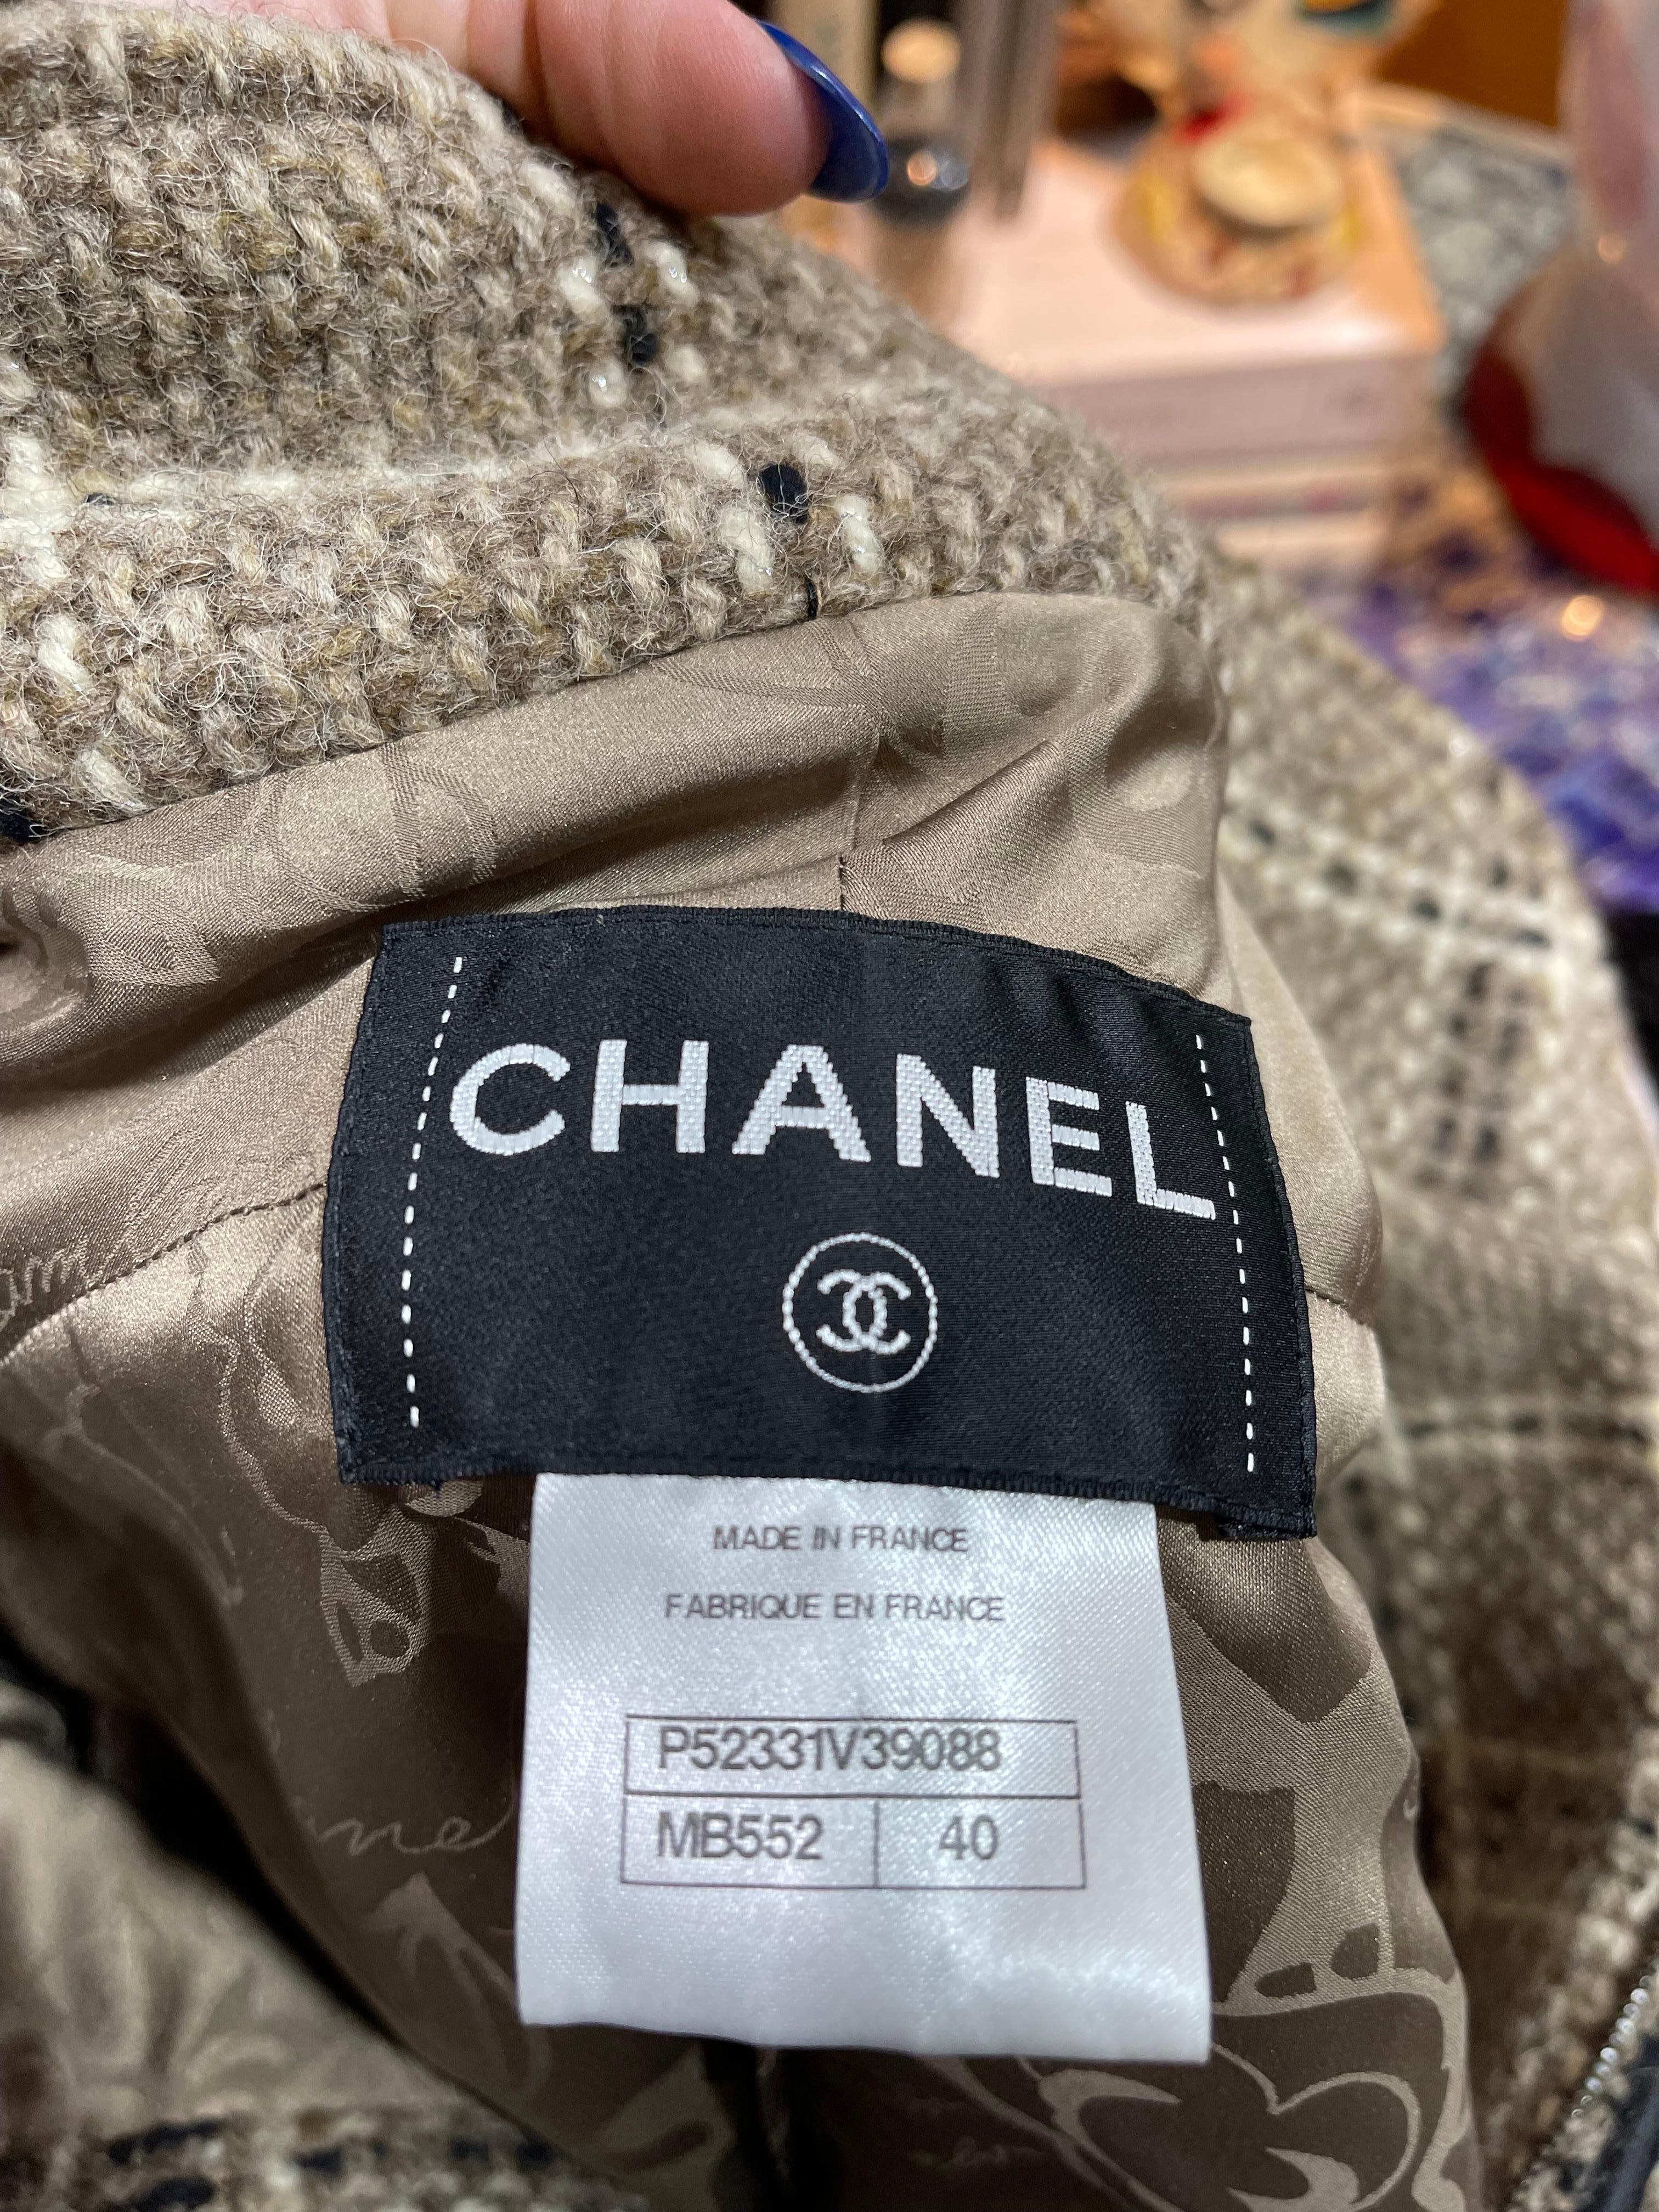 CHANEL
MADE IN FRANCE
FABRIQUE EN FRANCE
P52331V39088
MB552 40